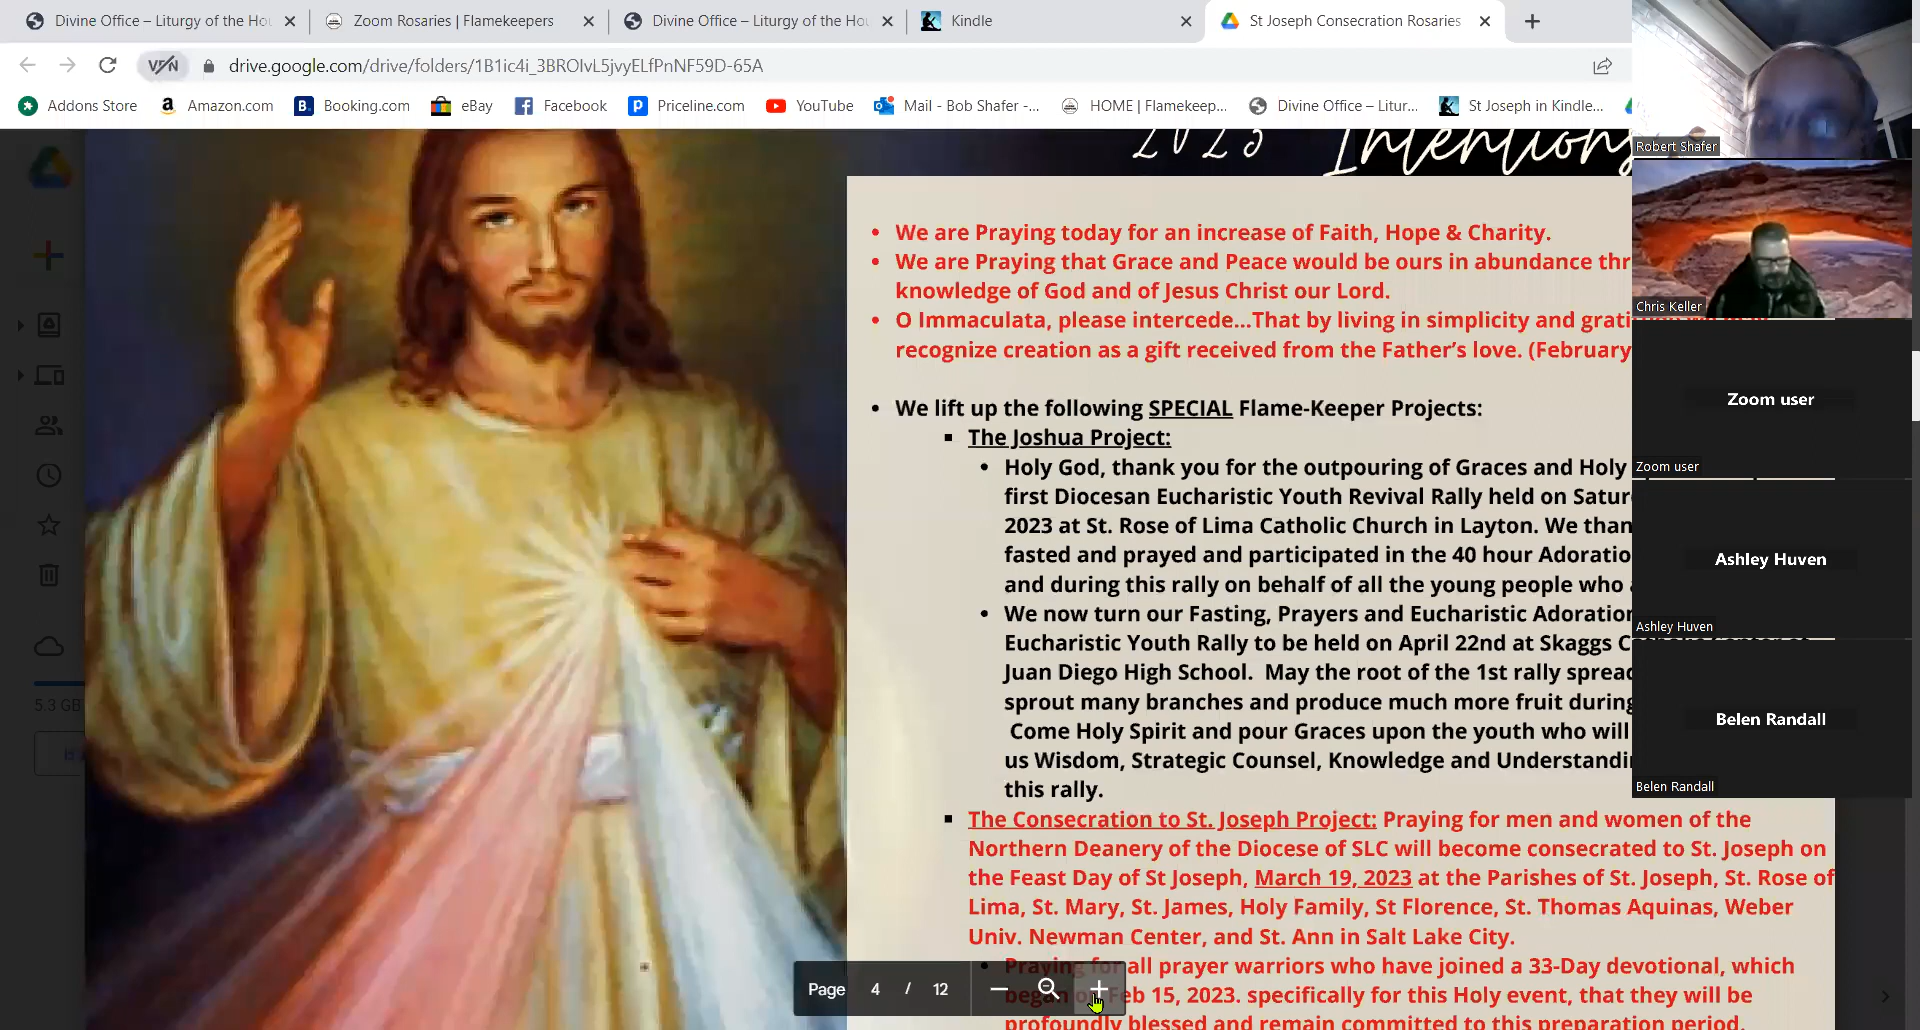 Divine Office – Liturgy of the Hou
Zoom Rosaries | Flamekeepers
Divine Office – Liturgy of the Hou
Kindle
St Joseph Consecration Rosaries
VPN
drive.google.com/drive/folders/1B1ic4i_3BROIvL5jvyELfPnNF59D-65A
Addons Store
Amazon.com
Booking.com
eBay
Facebook
Priceline.com
YouTube
Mail - Bob Shafer -...
HOME | Flamekeep...
Divine Office – Litur...
St Joseph in Kindle...
2023 Intentions
• We are Praying today for an increase of Faith, Hope & Charity.
• We are Praying that Grace and Peace would be ours in abundance thr
knowledge of God and of Jesus Christ our Lord.
• O Immaculata, please intercede...That by living in simplicity and grati
recognize creation as a gift received from the Father's love. (February
• We lift up the following SPECIAL Flame-Keeper Projects:
▪ The Joshua Project:
• Holy God, thank you for the outpouring of Graces and Holy
first Diocesan Eucharistic Youth Revival Rally held on Satur
2023 at St. Rose of Lima Catholic Church in Layton. We than
fasted and prayed and participated in the 40 hour Adoratio
and during this rally on behalf of all the young people who
• We now turn our Fasting, Prayers and Eucharistic Adoration
Eucharistic Youth Rally to be held on April 22nd at Skaggs C
Juan Diego High School. May the root of the 1st rally spread
sprout many branches and produce much more fruit during
Come Holy Spirit and pour Graces upon the youth who will
us Wisdom, Strategic Counsel, Knowledge and Understandi
this rally.
▪ The Consecration to St. Joseph Project: Praying for men and women of the
Northern Deanery of the Diocese of SLC will become consecrated to St. Joseph on
the Feast Day of St Joseph, March 19, 2023 at the Parishes of St. Joseph, St. Rose of
Lima, St. Mary, St. James, Holy Family, St Florence, St. Thomas Aquinas, Weber
Univ. Newman Center, and St. Ann in Salt Lake City.
• Praying for all prayer warriors who have joined a 33-Day devotional, which
began on Feb 15, 2023. specifically for this Holy event, that they will be
profoundly blessed and remain committed to this preparation period.
Page 4 / 12
5.3 GB
Robert Shafer
Chris Keller
Zoom user
Zoom user
Ashley Huven
Ashley Huven
Belen Randall
Belen Randall